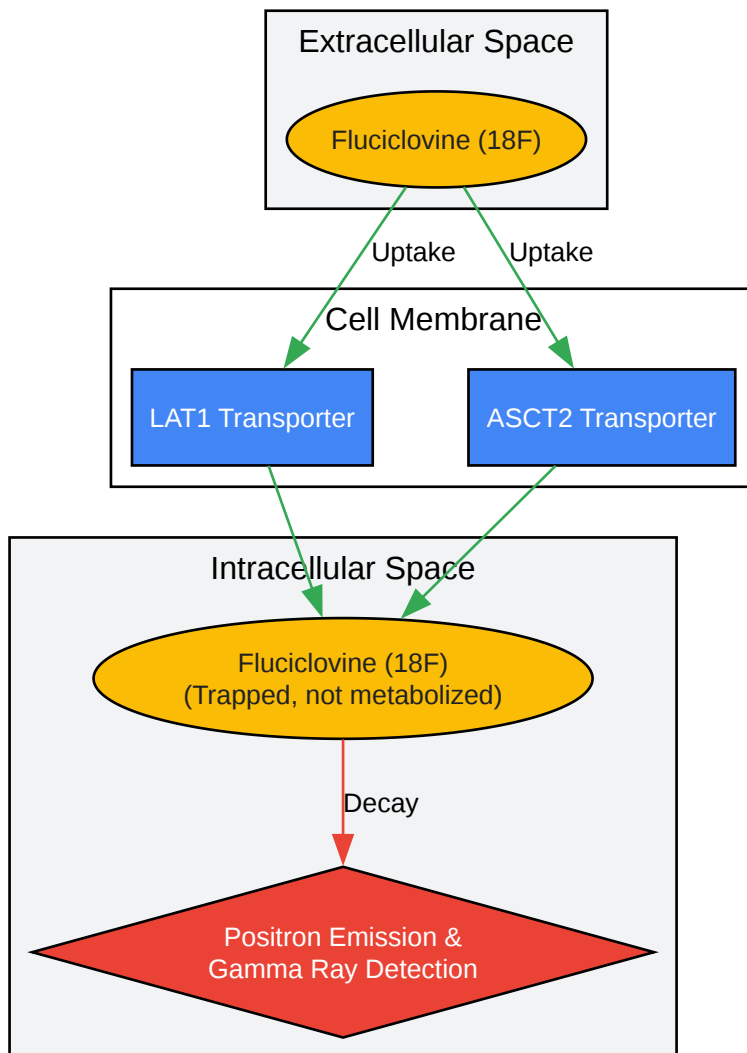 Extracellular Space
Fluciclovine (18F)
Uptake
Uptake
Cell Membrane
LAT1 Transporter
ASCT2 Transporter
Intracellular Space
Fluciclovine (18F)
(Trapped, not metabolized)
Decay
Positron Emission &
Gamma Ray Detection